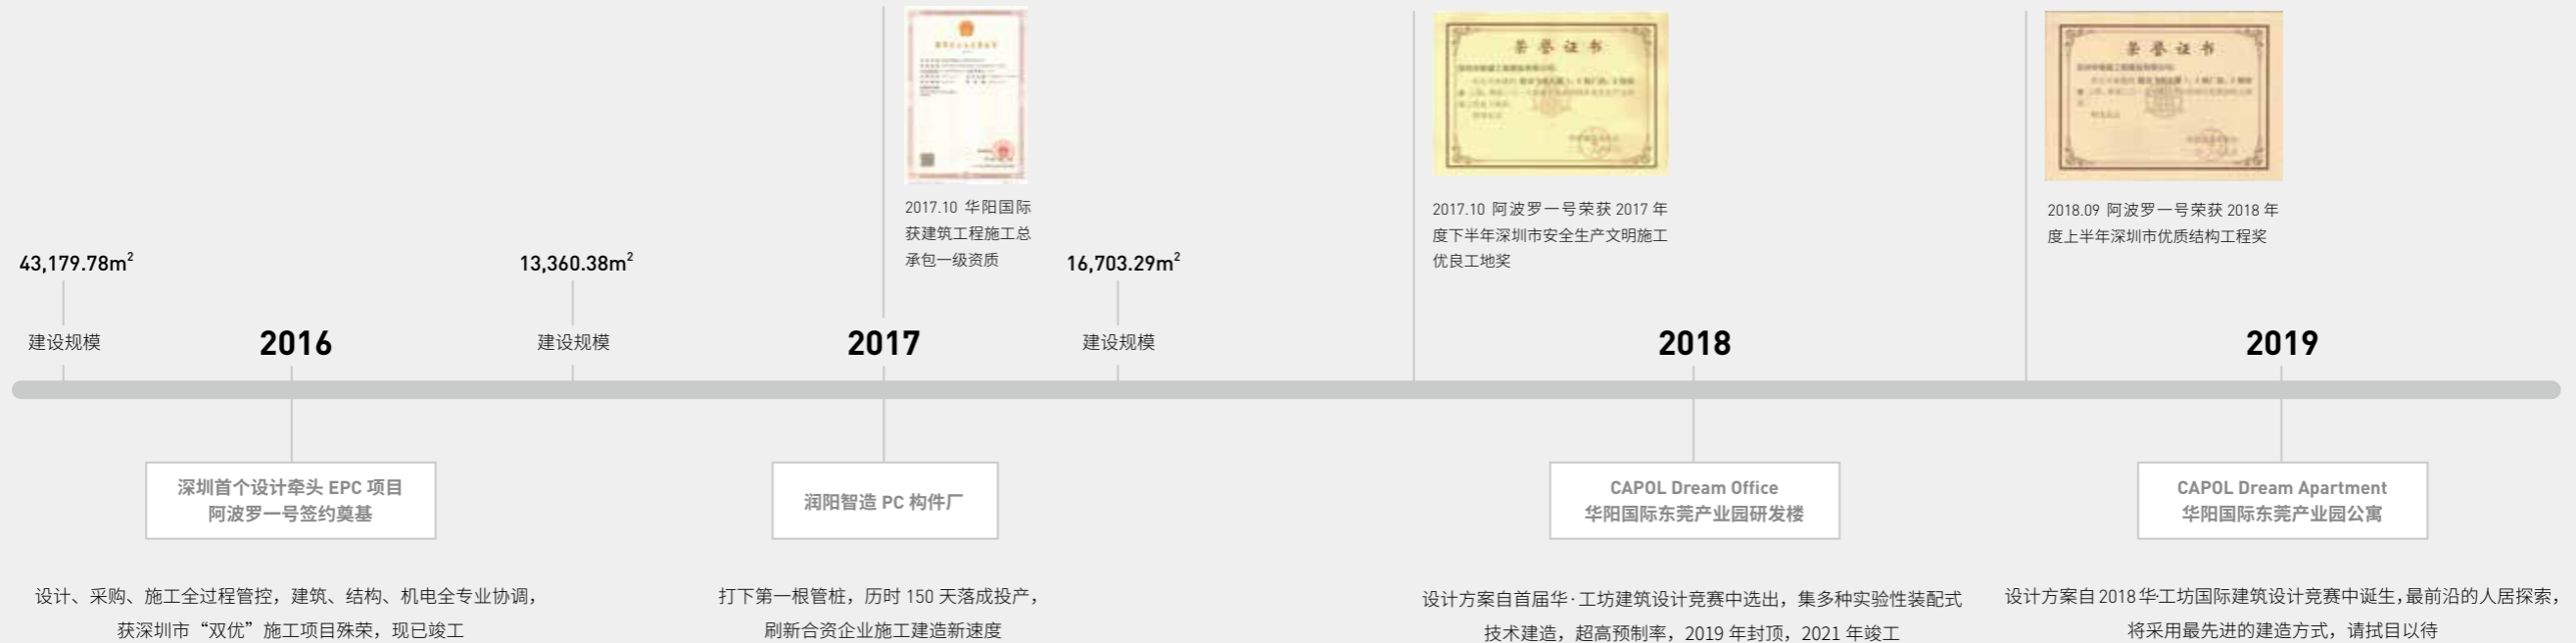 荣誉证书
荣誉证书
2017.10 华阳国际
获建筑工程施工总
承包一级资质
2017.10 阿波罗一号荣获 2017 年
度下半年深圳市安全生产文明施工
优良工地奖
2018.09 阿波罗一号荣获 2018 年
度上半年深圳市优质结构工程奖
43,179.78m²
13,360.38m²
16,703.29m²
建设规模
2016
建设规模
2017
建设规模
2018
2019
深圳首个设计牵头 EPC 项目
阿波罗一号签约奠基
润阳智造 PC 构件厂
CAPOL Dream Office
华阳国际东莞产业园研发楼
CAPOL Dream Apartment
华阳国际东莞产业园公寓
设计、采购、施工全过程管控，建筑、结构、机电全专业协调，
获深圳市“双优”施工项目殊荣，现已竣工
打下第一根管桩，历时 150 天落成投产，
刷新合资企业施工建造新速度
设计方案自首届华·工坊建筑设计竞赛中选出，集多种实验性装配式
技术建造，超高预制率，2019 年封顶，2021 年竣工
设计方案自 2018 华工坊国际建筑设计竞赛中诞生，最前沿的人居探索，
将采用最先进的建造方式，请拭目以待